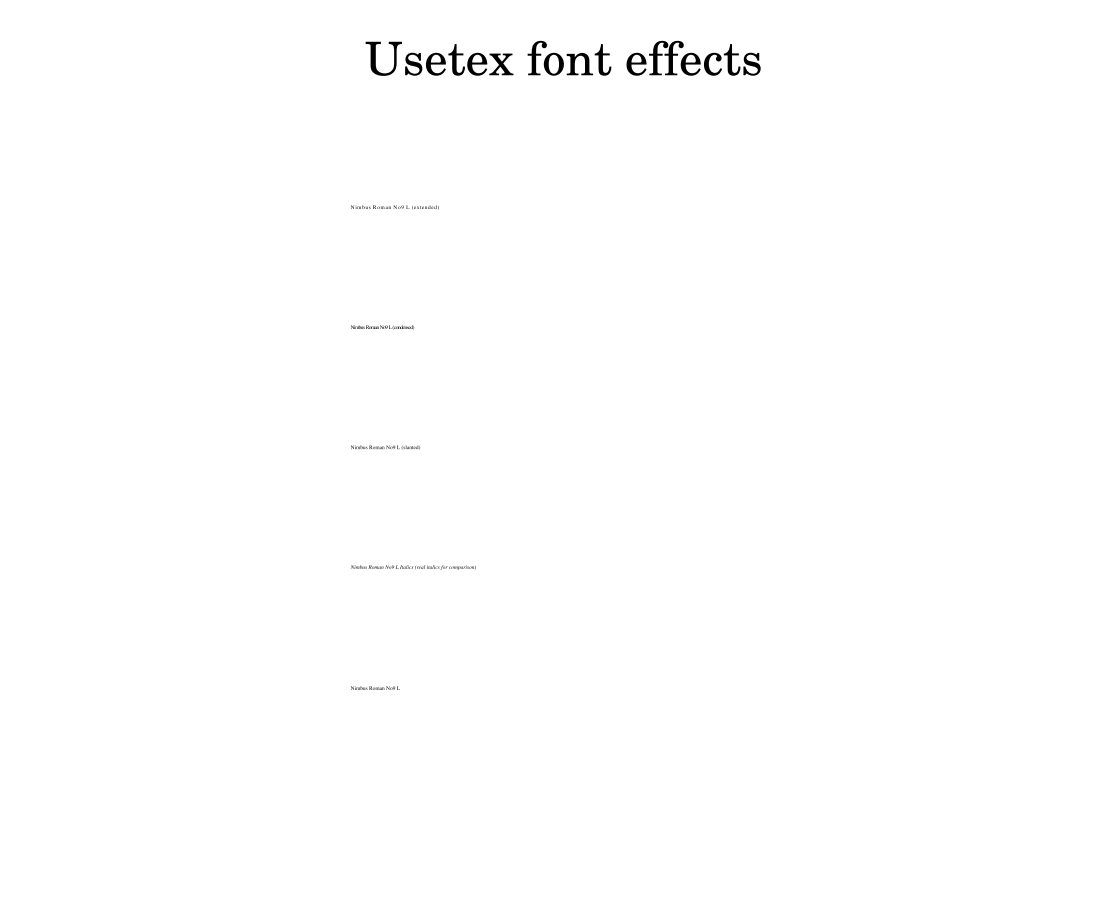 Usetex font effects
Nimbus Roman No9 L (extended)
Nimbus Roman No9 L (condensed)
Nimbus Roman No9 L (slanted)
Nimbus Roman No9 L Italics (real italics for comparison)
Nimbus Roman No9 L